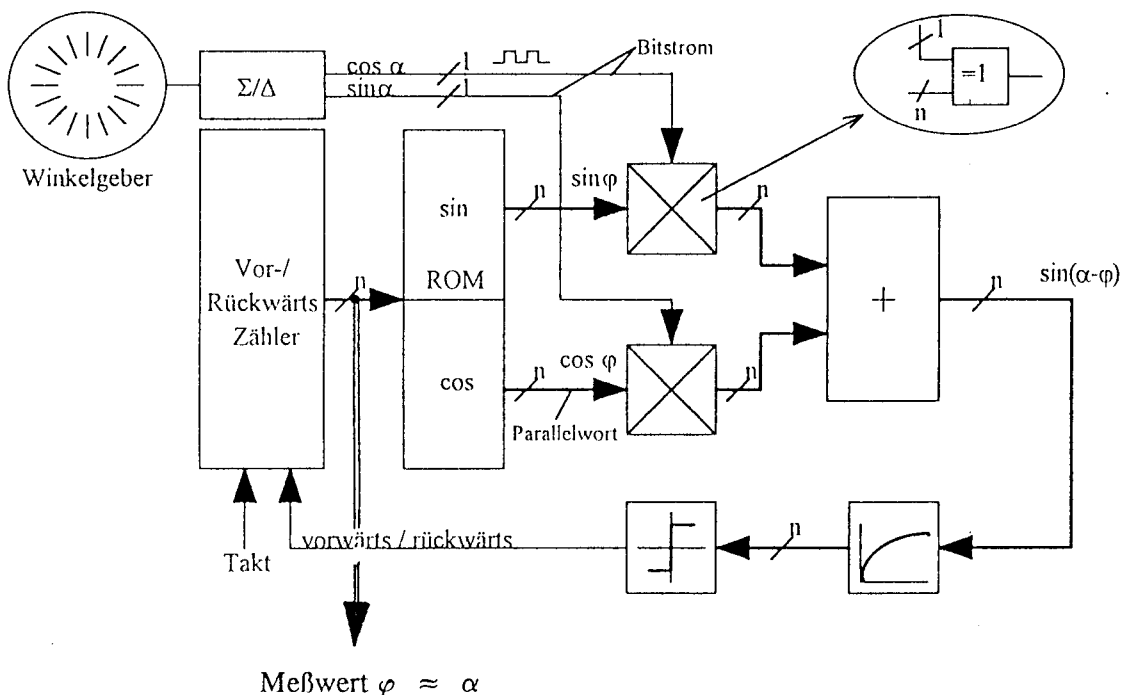 1
=1
n
Bitstrom
cos α
1
Σ/Δ
sin α
1
Winkelgeber
Vor-/
Rückwärts
Zähler
n
sin
ROM
cos
n
sinφ
n
n
cos φ
n
Parallelwort
+
n
sin(α-φ)
n
vorwärts / rückwärts
Takt
Meßwert φ ≈ α